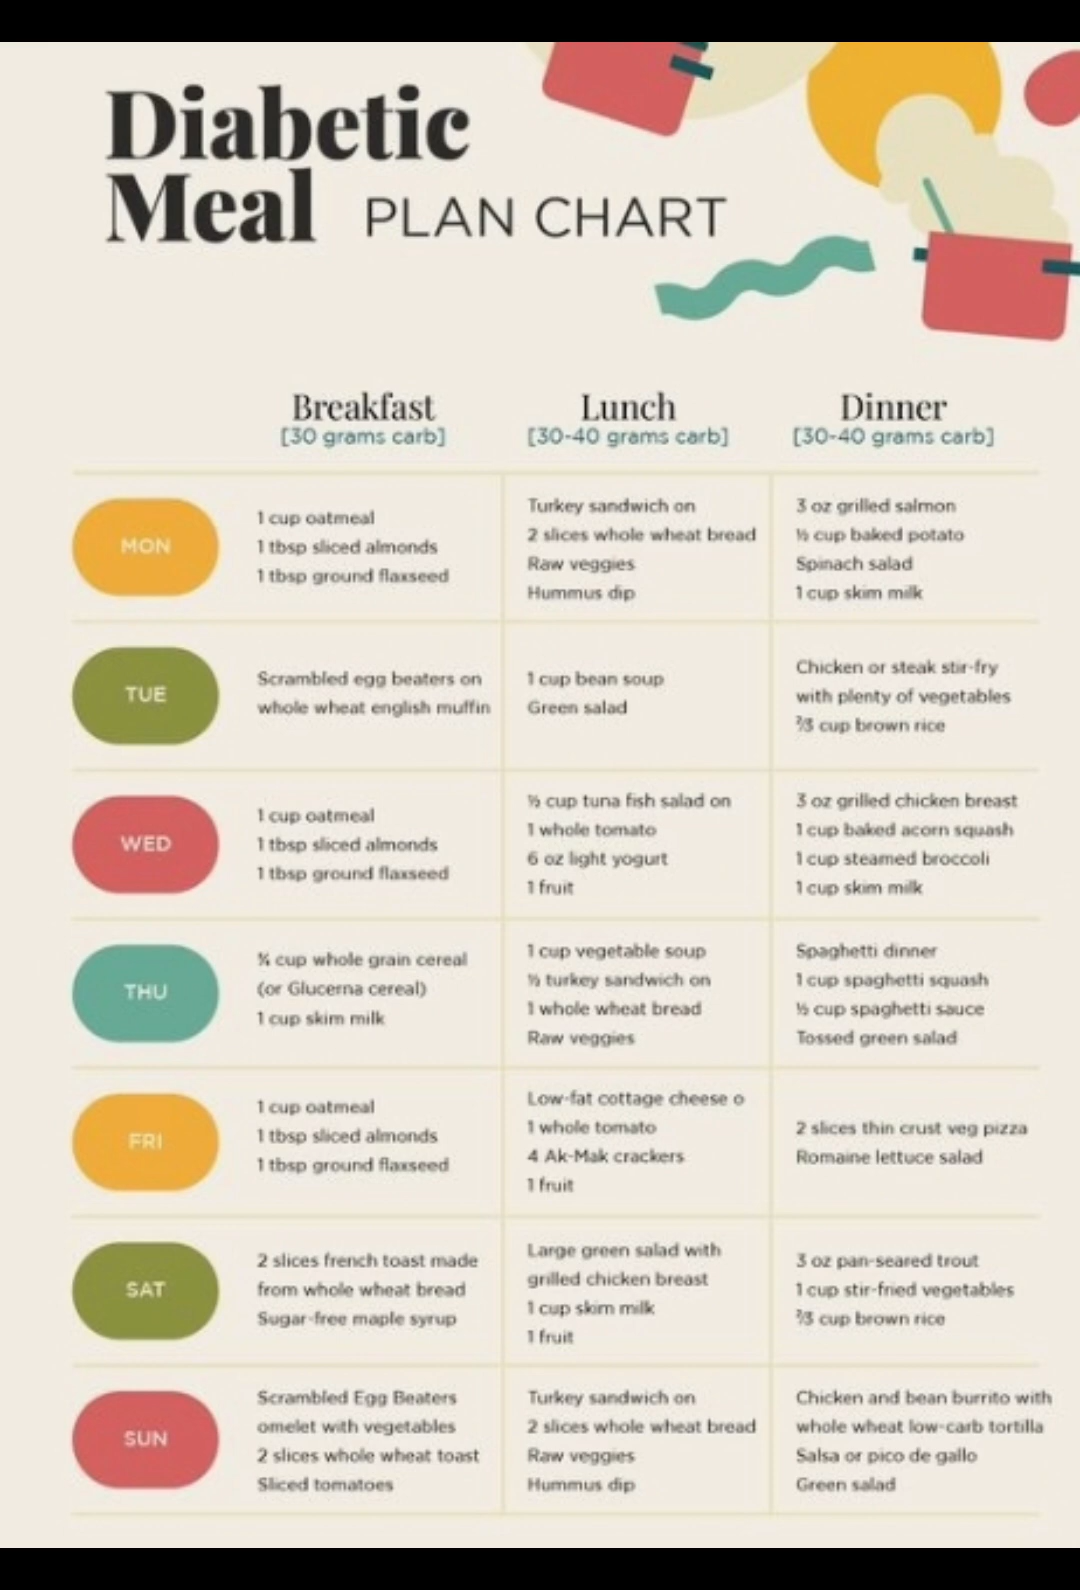 Diabetic
Meal PLAN CHART
Breakfast
[30 grams carb]
Lunch
[30-40 grams carb]
Dinner
[30-40 grams carb]
MON
1 cup oatmeal
1 tbsp sliced almonds
1 tbsp ground flaxseed
Turkey sandwich on
2 slices whole wheat bread
Raw veggies
Hummus dip
3 oz grilled salmon
½ cup baked potato
Spinach salad
1 cup skim milk
TUE
Scrambled egg beaters on
whole wheat english muffin
1 cup bean soup
Green salad
Chicken or steak stir-fry
with plenty of vegetables
⅔ cup brown rice
WED
1 cup oatmeal
1 tbsp sliced almonds
1 tbsp ground flaxseed
½ cup tuna fish salad on
1 whole tomato
6 oz light yogurt
1 fruit
3 oz grilled chicken breast
1 cup baked acorn squash
1 cup steamed broccoli
1 cup skim milk
THU
¾ cup whole grain cereal
(or Glucerna cereal)
1 cup skim milk
1 cup vegetable soup
½ turkey sandwich on
1 whole wheat bread
Raw veggies
Spaghetti dinner
1 cup spaghetti squash
½ cup spaghetti sauce
Tossed green salad
FRI
1 cup oatmeal
1 tbsp sliced almonds
1 tbsp ground flaxseed
Low-fat cottage cheese o
1 whole tomato
4 Ak-Mak crackers
1 fruit
2 slices thin crust veg pizza
Romaine lettuce salad
SAT
2 slices french toast made
from whole wheat bread
Sugar-free maple syrup
Large green salad with
grilled chicken breast
1 cup skim milk
1 fruit
3 oz pan-seared trout
1 cup stir-fried vegetables
⅔ cup brown rice
SUN
Scrambled Egg Beaters
omelet with vegetables
2 slices whole wheat toast
Sliced tomatoes
Turkey sandwich on
2 slices whole wheat bread
Raw veggies
Hummus dip
Chicken and bean burrito with
whole wheat low-carb tortilla
Salsa or pico de gallo
Green salad